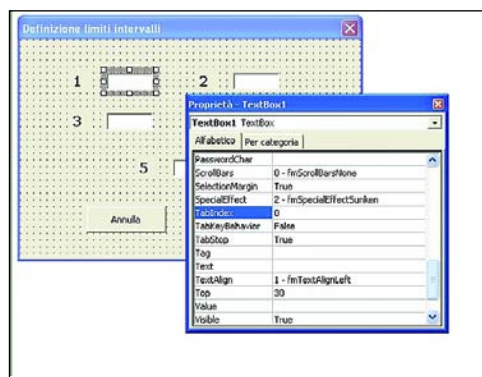 Definizione limiti intervalli
1
2
3
5
Annulla
Proprietà - TextBox1
TextBox1 TextBox
Alfabetico
Per categoria
PasswordChar
ScrollBars 0 - fmScrollBarsNone
SelectionMargin True
SpecialEffect 2 - fmSpecialEffectSunken
TabIndex 0
TabKeyBehavior False
TabStop True
Tag
Text
TextAlign 1 - fmTextAlignLeft
Top 30
Value
Visible True